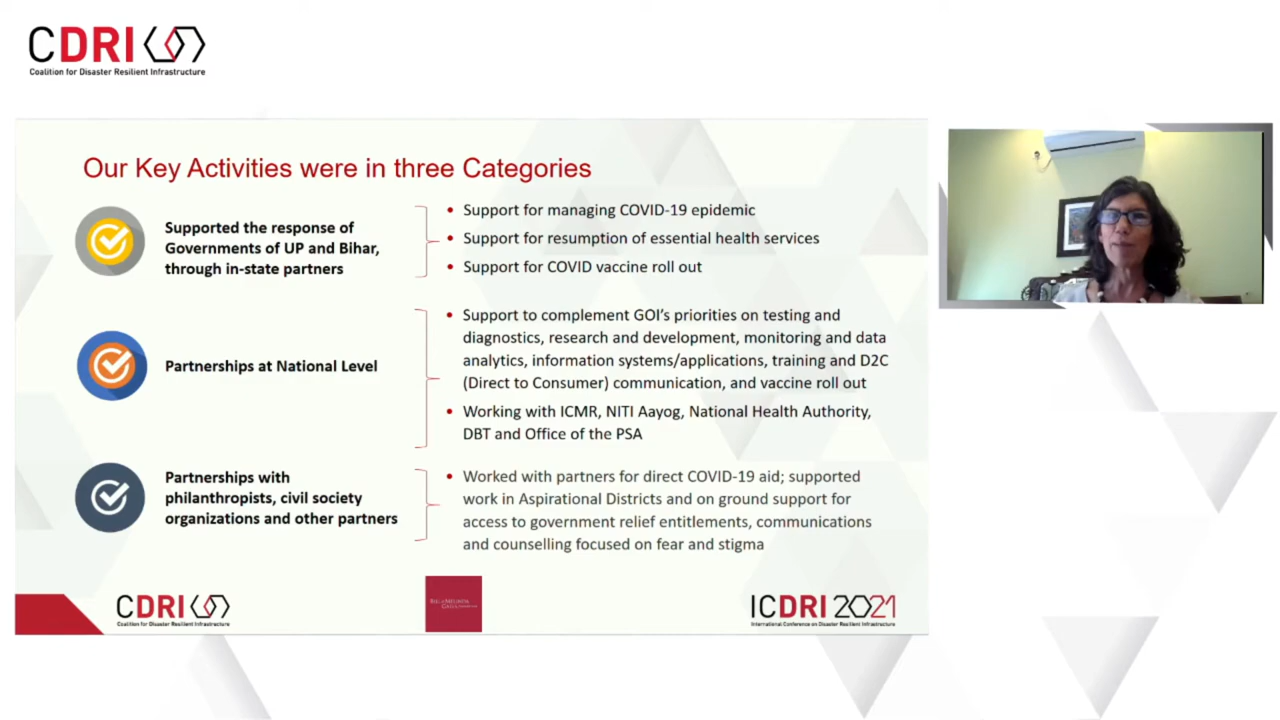 CDRI
Coalition for Disaster Resilient Infrastructure
Our Key Activities were in three Categories
Supported the response of
Governments of UP and Bihar,
through in-state partners
• Support for managing COVID-19 epidemic
• Support for resumption of essential health services
• Support for COVID vaccine roll out
Partnerships at National Level
• Support to complement GOI's priorities on testing and
diagnostics, research and development, monitoring and data
analytics, information systems/applications, training and D2C
(Direct to Consumer) communication, and vaccine roll out
• Working with ICMR, NITI Aayog, National Health Authority,
DBT and Office of the PSA
Partnerships with
philanthropists, civil society
organizations and other partners
• Worked with partners for direct COVID-19 aid; supported
work in Aspirational Districts and on ground support for
access to government relief entitlements, communications
and counselling focused on fear and stigma
CDRI
Coalition for Disaster Resilient Infrastructure
ICDRI 2021
International Conference on Disaster Resilient Infrastructure